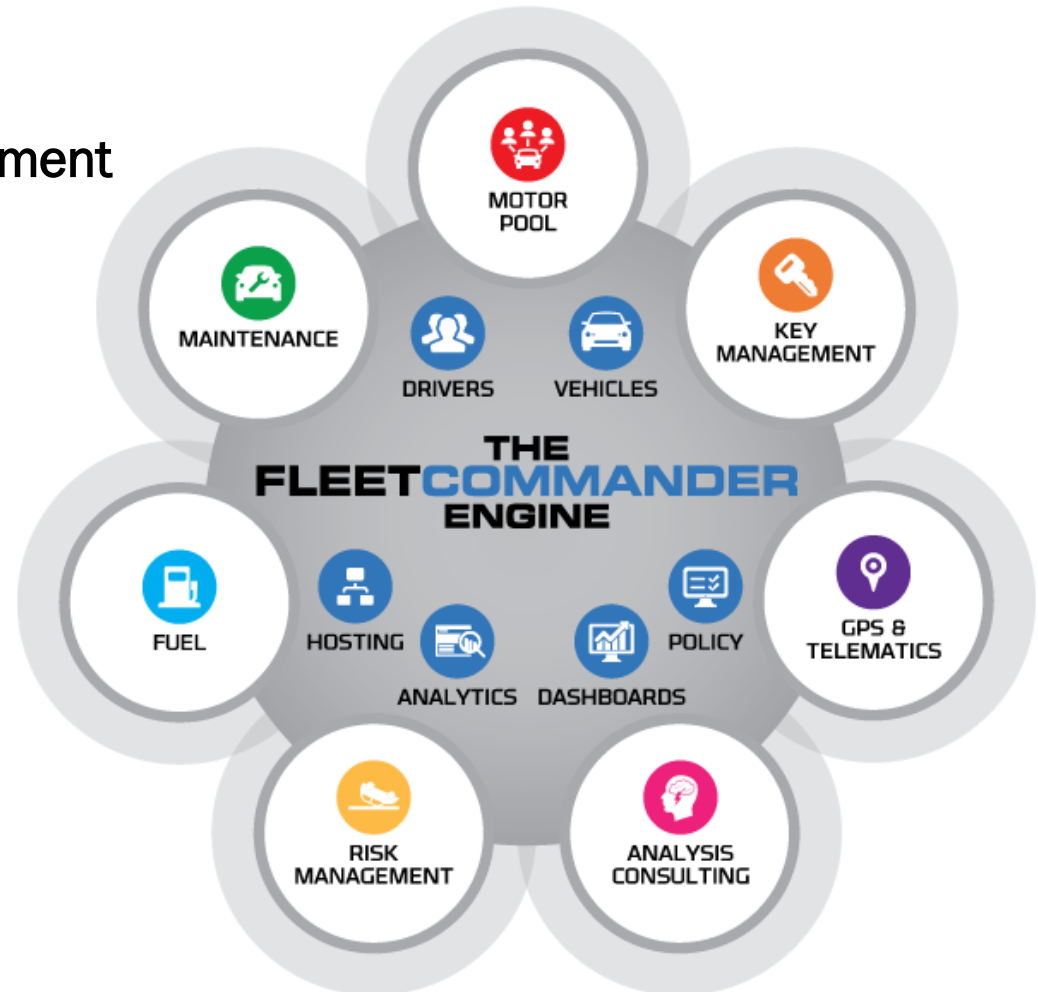 ment
MOTOR
POOL
MAINTENANCE
KEY
MANAGEMENT
DRIVERS
VEHICLES
THE
FLEETCOMMANDER
ENGINE
FUEL
HOSTING
POLICY
GPS &
TELEMATICS
ANALYTICS
DASHBOARDS
RISK
MANAGEMENT
ANALYSIS
CONSULTING